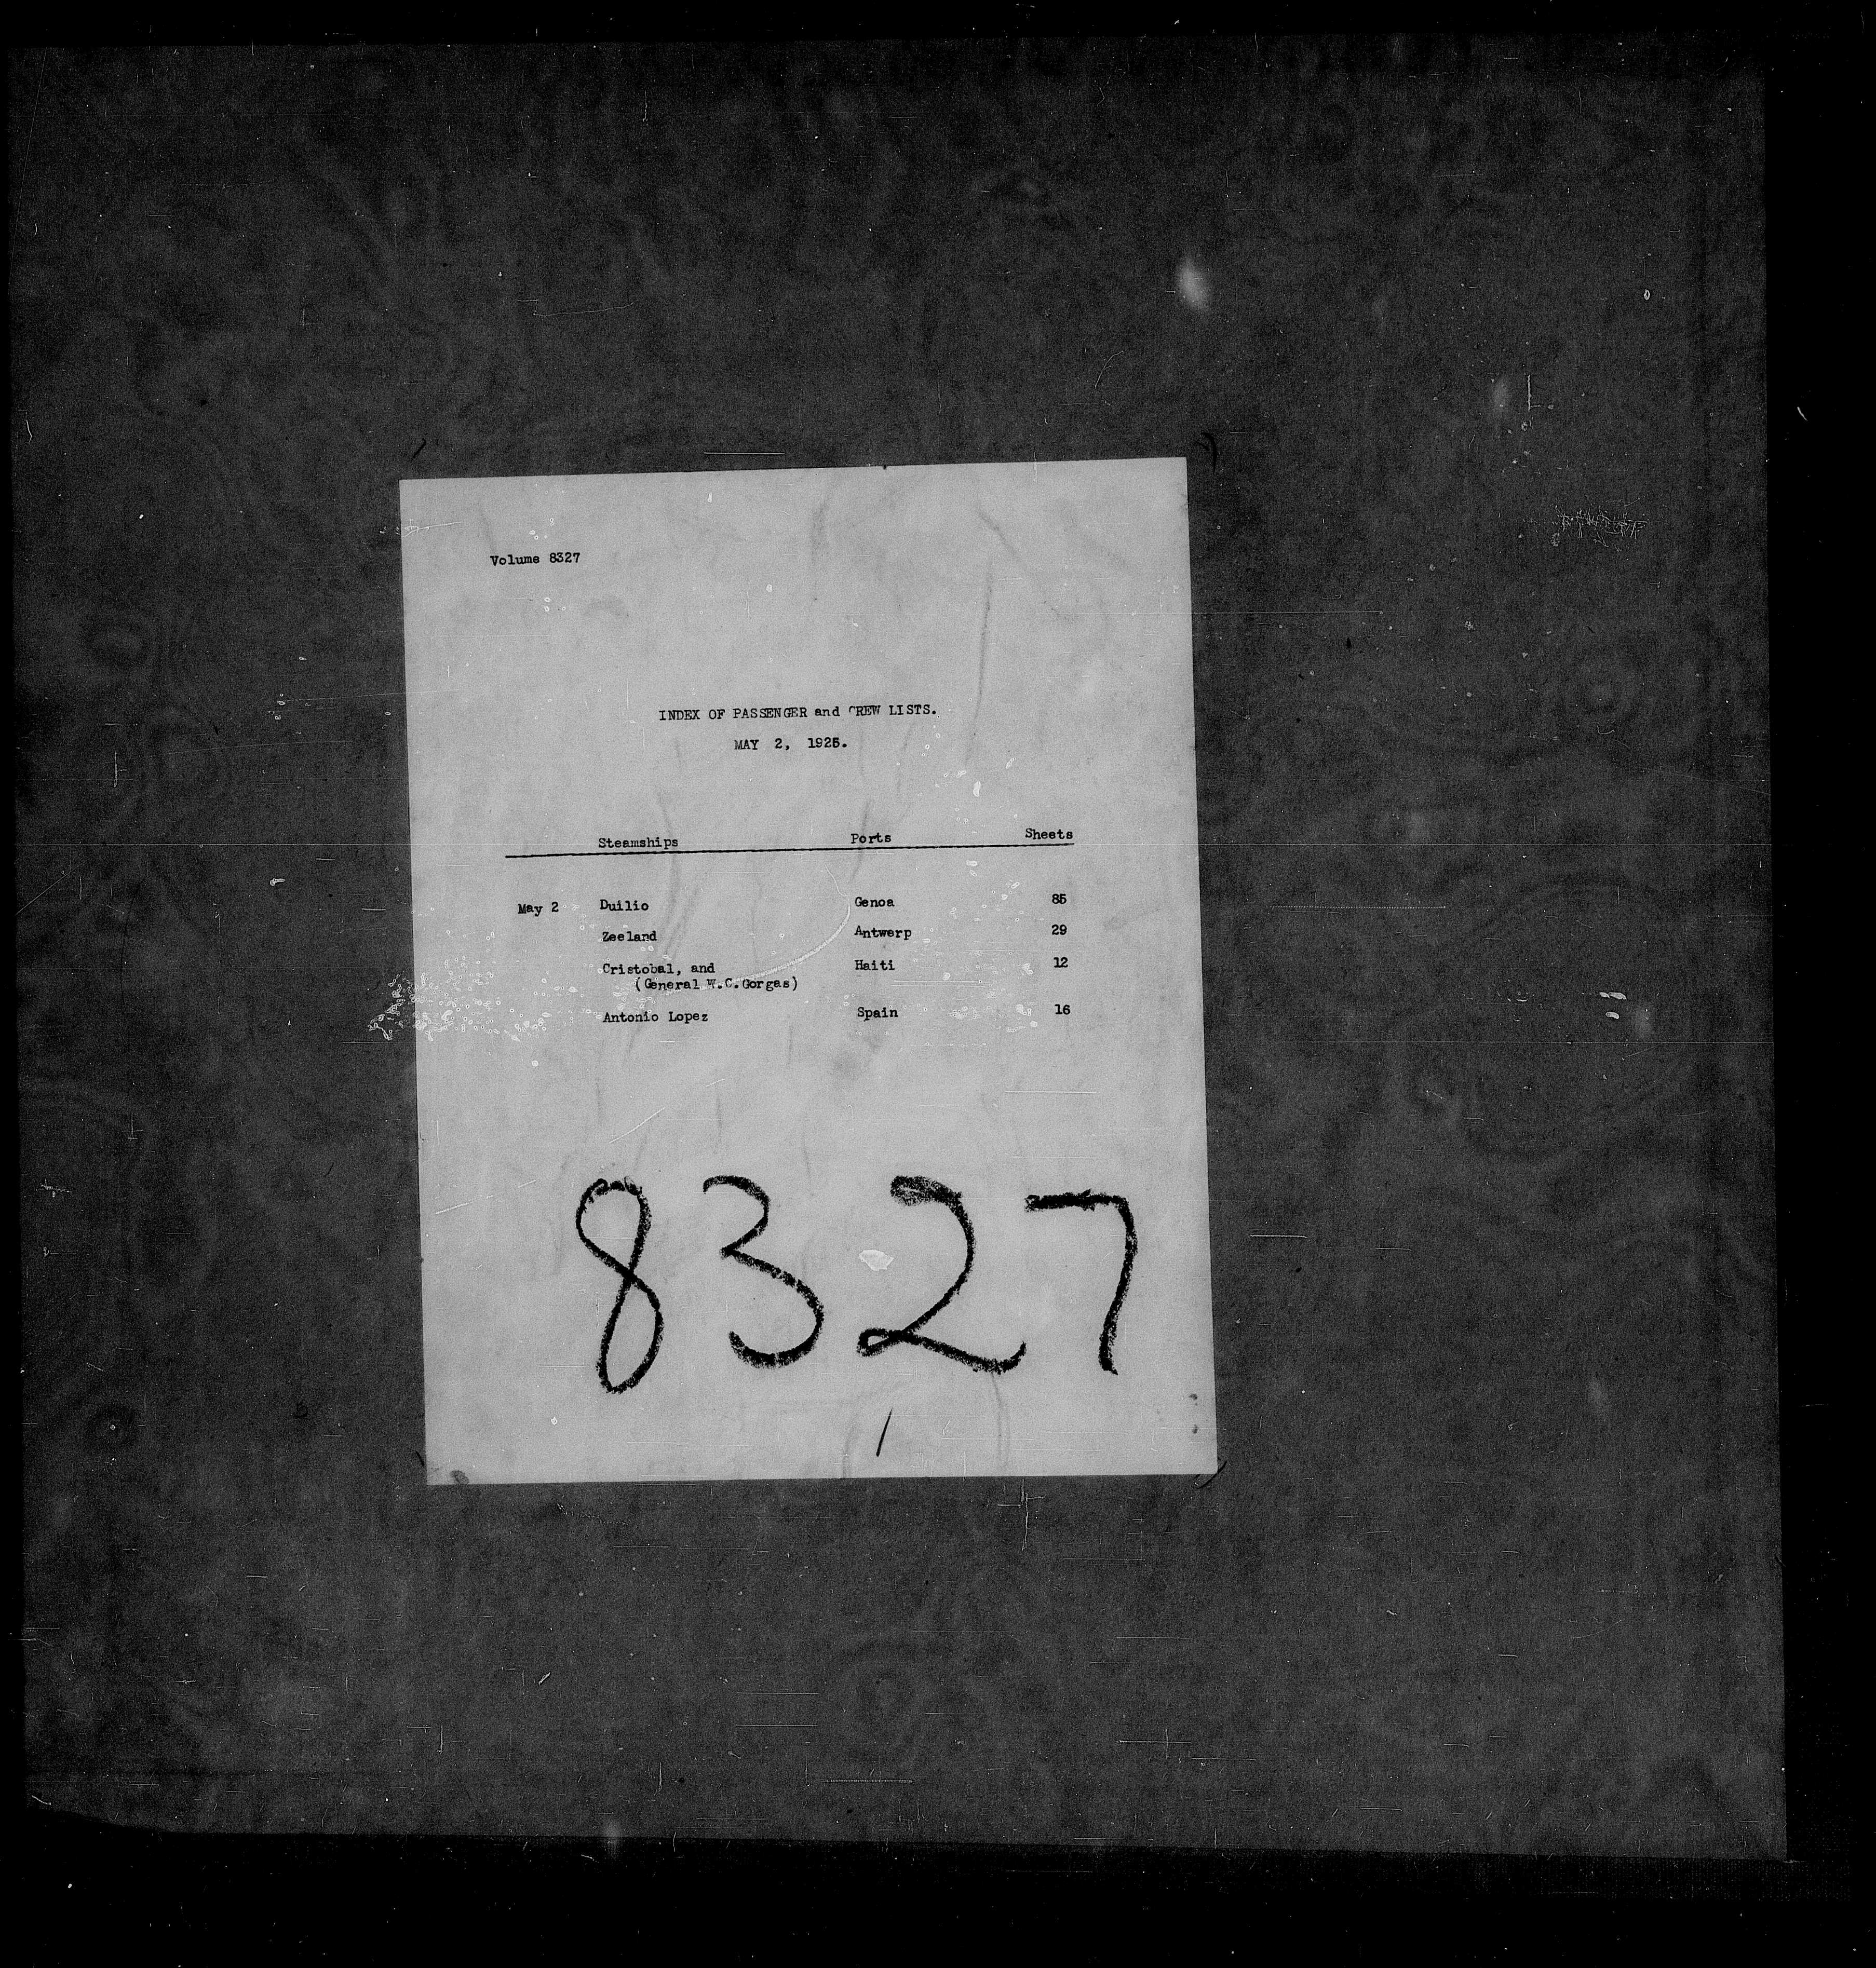 Volume 8327
INDEX OF PASSENGER and CREW LISTS.
MAY 2, 1925.
Steamships Ports Sheets
May 2 Duilio Genoa 85
Zeeland Antwerp 29
Cristobal, and Haiti 12
(General W.C.Gorgas)
Antonio Lopez Spain 16
8327
/